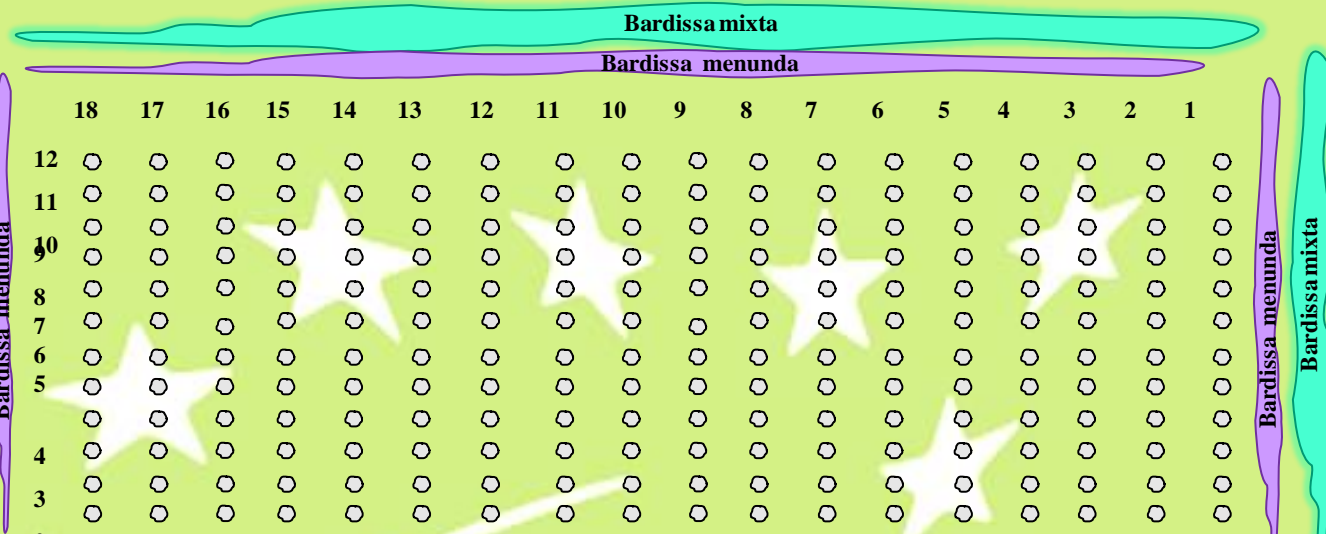 Bardissa mixta
Bardissa menunda
18 17 16 15 14 13 12 11 10 9 8 7 6 5 4 3 2 1
12
11
10
9
8
7
6
5
4
3
Bardissa menunda
Bardissa menunda
Bardissa mixta